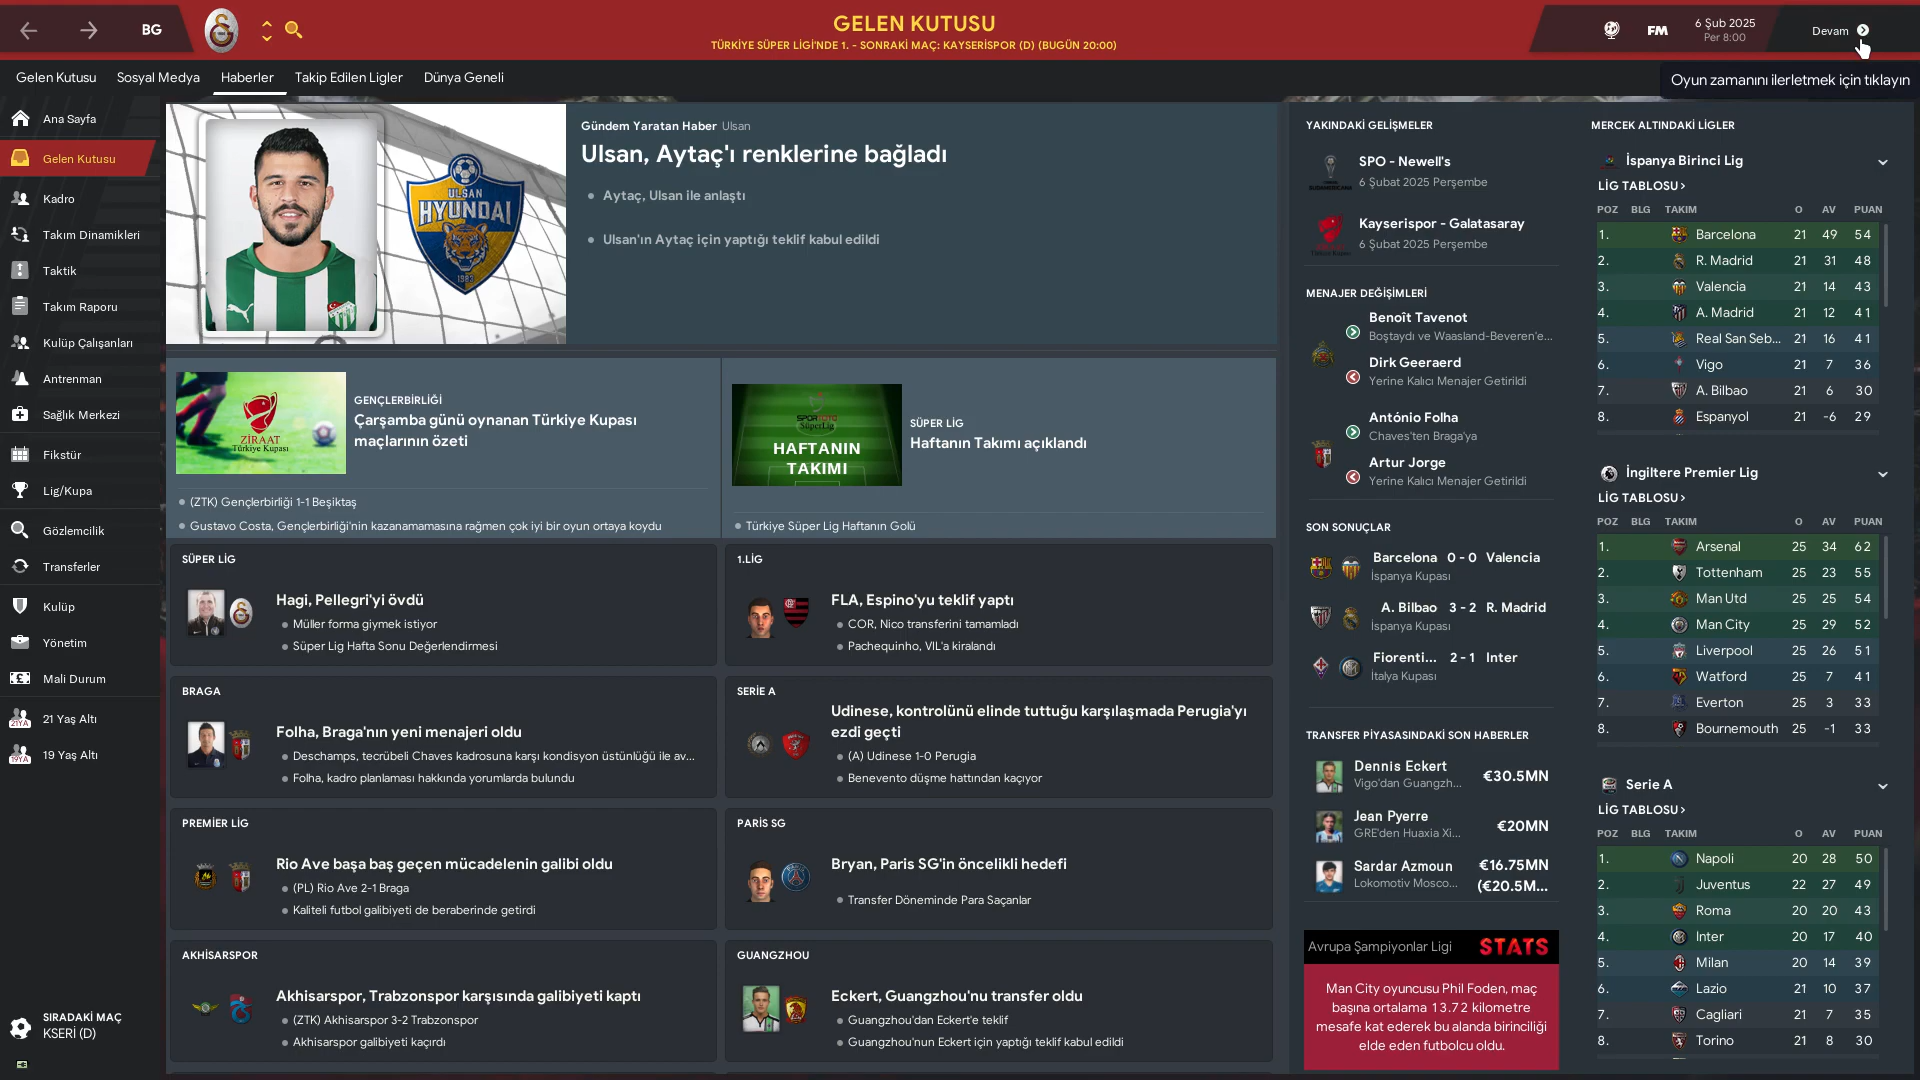 BG
GELEN KUTUSU
TÜRKİYE SÜPER LİGİ'NDE 1. - SONRAKİ MAÇ: KAYSERİSPOR (D) (BUGÜN 20:00)
FM
6 Şub 2025
Per 8:00
Devam
Gelen Kutusu
Sosyal Medya
Haberler
Takip Edilen Ligler
Dünya Geneli
Oyun zamanını ilerletmek için tıklayın
Ana Sayfa
Gelen Kutusu
Kadro
Takım Dinamikleri
Taktik
Takım Raporu
Kulüp Çalışanları
Antrenman
Sağlık Merkezi
Fikstür
Lig/Kupa
Gözlemcilik
Transferler
Kulüp
Yönetim
Mali Durum
21YA
21 Yaş Altı
19YA
19 Yaş Altı
SIRADAKİ MAÇ
KSERİ (D)
ULSAN
HYUNDAI
1983
Gündem Yaratan Haber Ulsan
Ulsan, Aytaç'ı renklerine bağladı
Aytaç, Ulsan ile anlaştı
Ulsan'ın Aytaç için yaptığı teklif kabul edildi
ZİRAAT
Türkiye Kupası
GENÇLERBİRLİĞİ
Çarşamba günü oynanan Türkiye Kupası
maçlarının özeti
(ZTK) Gençlerbirliği 1-1 Beşiktaş
Gustavo Costa, Gençlerbirliği'nin kazanamamasına rağmen çok iyi bir oyun ortaya koydu
SPOR TOTO
SüperLig
HAFTANIN
TAKIMI
SÜPER LİG
Haftanın Takımı açıklandı
Türkiye Süper Lig Haftanın Golü
SÜPER LİG
Hagi, Pellegri'yi övdü
Müller forma giymek istiyor
Süper Lig Hafta Sonu Değerlendirmesi
1.LİG
FLA, Espino'yu teklif yaptı
COR, Nico transferini tamamladı
Pachequinho, VIL'a kiralandı
BRAGA
Folha, Braga'nın yeni menajeri oldu
Deschamps, tecrübeli Chaves kadrosuna karşı kondisyon üstünlüğü ile av...
Folha, kadro planlaması hakkında yorumlarda bulundu
SERİE A
Udinese, kontrolünü elinde tuttuğu karşılaşmada Perugia'yı
ezdi geçti
(A) Udinese 1-0 Perugia
Benevento düşme hattından kaçıyor
PREMİER LİG
Rio Ave başa baş geçen mücadelenin galibi oldu
(PL) Rio Ave 2-1 Braga
Kaliteli futbol galibiyeti de beraberinde getirdi
PARİS SG
Bryan, Paris SG'in öncelikli hedefi
Transfer Döneminde Para Saçanlar
AKHİSARSPOR
Akhisarspor, Trabzonspor karşısında galibiyeti kaptı
(ZTK) Akhisarspor 3-2 Trabzonspor
Akhisarspor galibiyeti kaçırdı
GUANGZHOU
Eckert, Guangzhou'nu transfer oldu
Guangzhou'dan Eckert'e teklif
Guangzhou'nun Eckert için yaptığı teklif kabul edildi
YAKINDAKİ GELİŞMELER
SPO - Newell's
6 Şubat 2025 Perşembe
Kayserispor - Galatasaray
6 Şubat 2025 Perşembe
MENAJER DEĞİŞİMLERİ
Benoît Tavenot
Boştaydı ve Waasland-Beveren'e...
Dirk Geeraerd
Yerine Kalıcı Menajer Getirildi
António Folha
Chaves'ten Braga'ya
Artur Jorge
Yerine Kalıcı Menajer Getirildi
SON SONUÇLAR
Barcelona 0 - 0 Valencia
İspanya Kupası
A. Bilbao 3 - 2 R. Madrid
İspanya Kupası
Fiorenti... 2 - 1 Inter
İtalya Kupası
TRANSFER PİYASASINDAKİ SON HABERLER
Dennis Eckert
Vigo'dan Guangzh...
€30.5MN
Jean Pyerre
GRE'den Huaxia Xi...
€20MN
Sardar Azmoun
Lokomotiv Mosco...
€16.75MN
(€20.5M...
Avrupa Şampiyonlar Ligi STATS
Man City oyuncusu Phil Foden, maç
başına ortalama 13.72 kilometre
mesafe kat ederek bu alanda birinciliği
elde eden futbolcu oldu.
MERCEK ALTINDAKİ LİGLER
İspanya Birinci Lig
LİG TABLOSU>
POZ BLG TAKIM O AV PUAN
1. Barcelona 21 49 54
2. R. Madrid 21 31 48
3. Valencia 21 14 43
4. A. Madrid 21 12 41
5. Real San Seb... 21 16 41
6. Vigo 21 7 36
7. A. Bilbao 21 6 30
8. Espanyol 21 -6 29
İngiltere Premier Lig
LİG TABLOSU>
POZ BLG TAKIM O AV PUAN
1. Arsenal 25 34 62
2. Tottenham 25 23 55
3. Man Utd 25 25 54
4. Man City 25 29 52
5. Liverpool 25 26 51
6. Watford 25 7 41
7. Everton 25 3 33
8. Bournemouth 25 -1 33
Serie A
LİG TABLOSU>
POZ BLG TAKIM O AV PUAN
1. Napoli 20 28 50
2. Juventus 22 27 49
3. Roma 20 20 43
4. Inter 20 17 40
5. Milan 20 14 39
6. Lazio 21 10 37
7. Cagliari 21 7 35
8. Torino 21 8 30